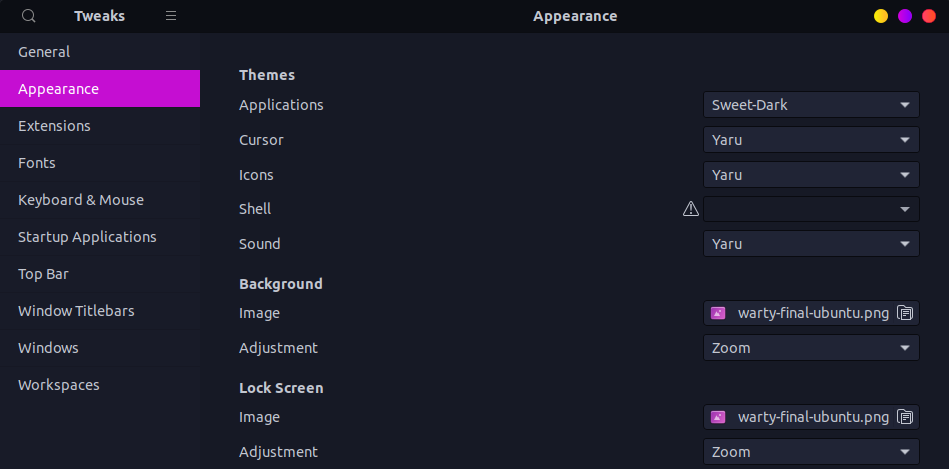 Tweaks
Appearance
General
Appearance
Extensions
Fonts
Keyboard & Mouse
Startup Applications
Top Bar
Window Titlebars
Windows
Workspaces
Themes
Applications Sweet-Dark
Cursor Yaru
Icons Yaru
Shell
Sound Yaru
Background
Image warty-final-ubuntu.png
Adjustment Zoom
Lock Screen
Image warty-final-ubuntu.png
Adjustment Zoom